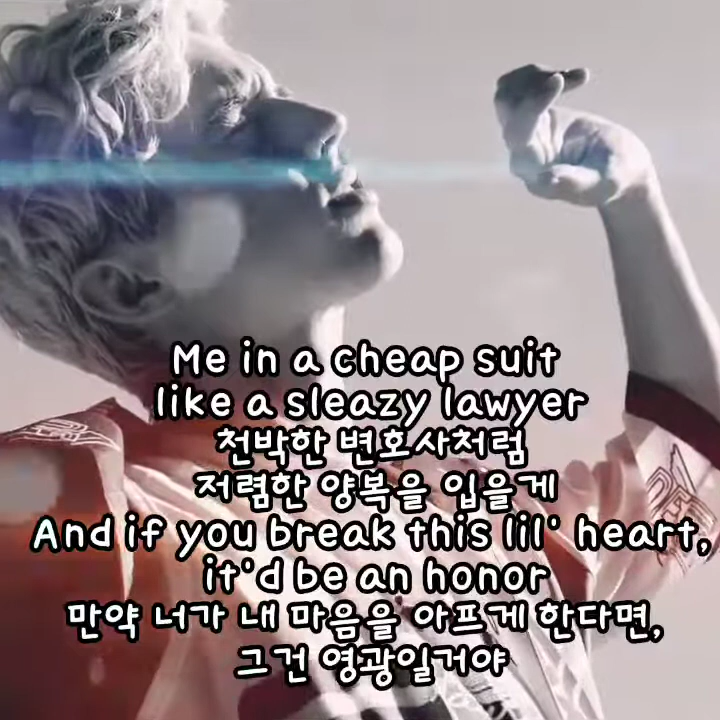 Me in a cheap suit
like a sleazy lawyer
천박한 변호사처럼
저렴한 양복을 입을게
And if you break this lil' heart,
it'd be an honor
만약 너가 내 마음을 아프게 한다면,
그건 영광일거야